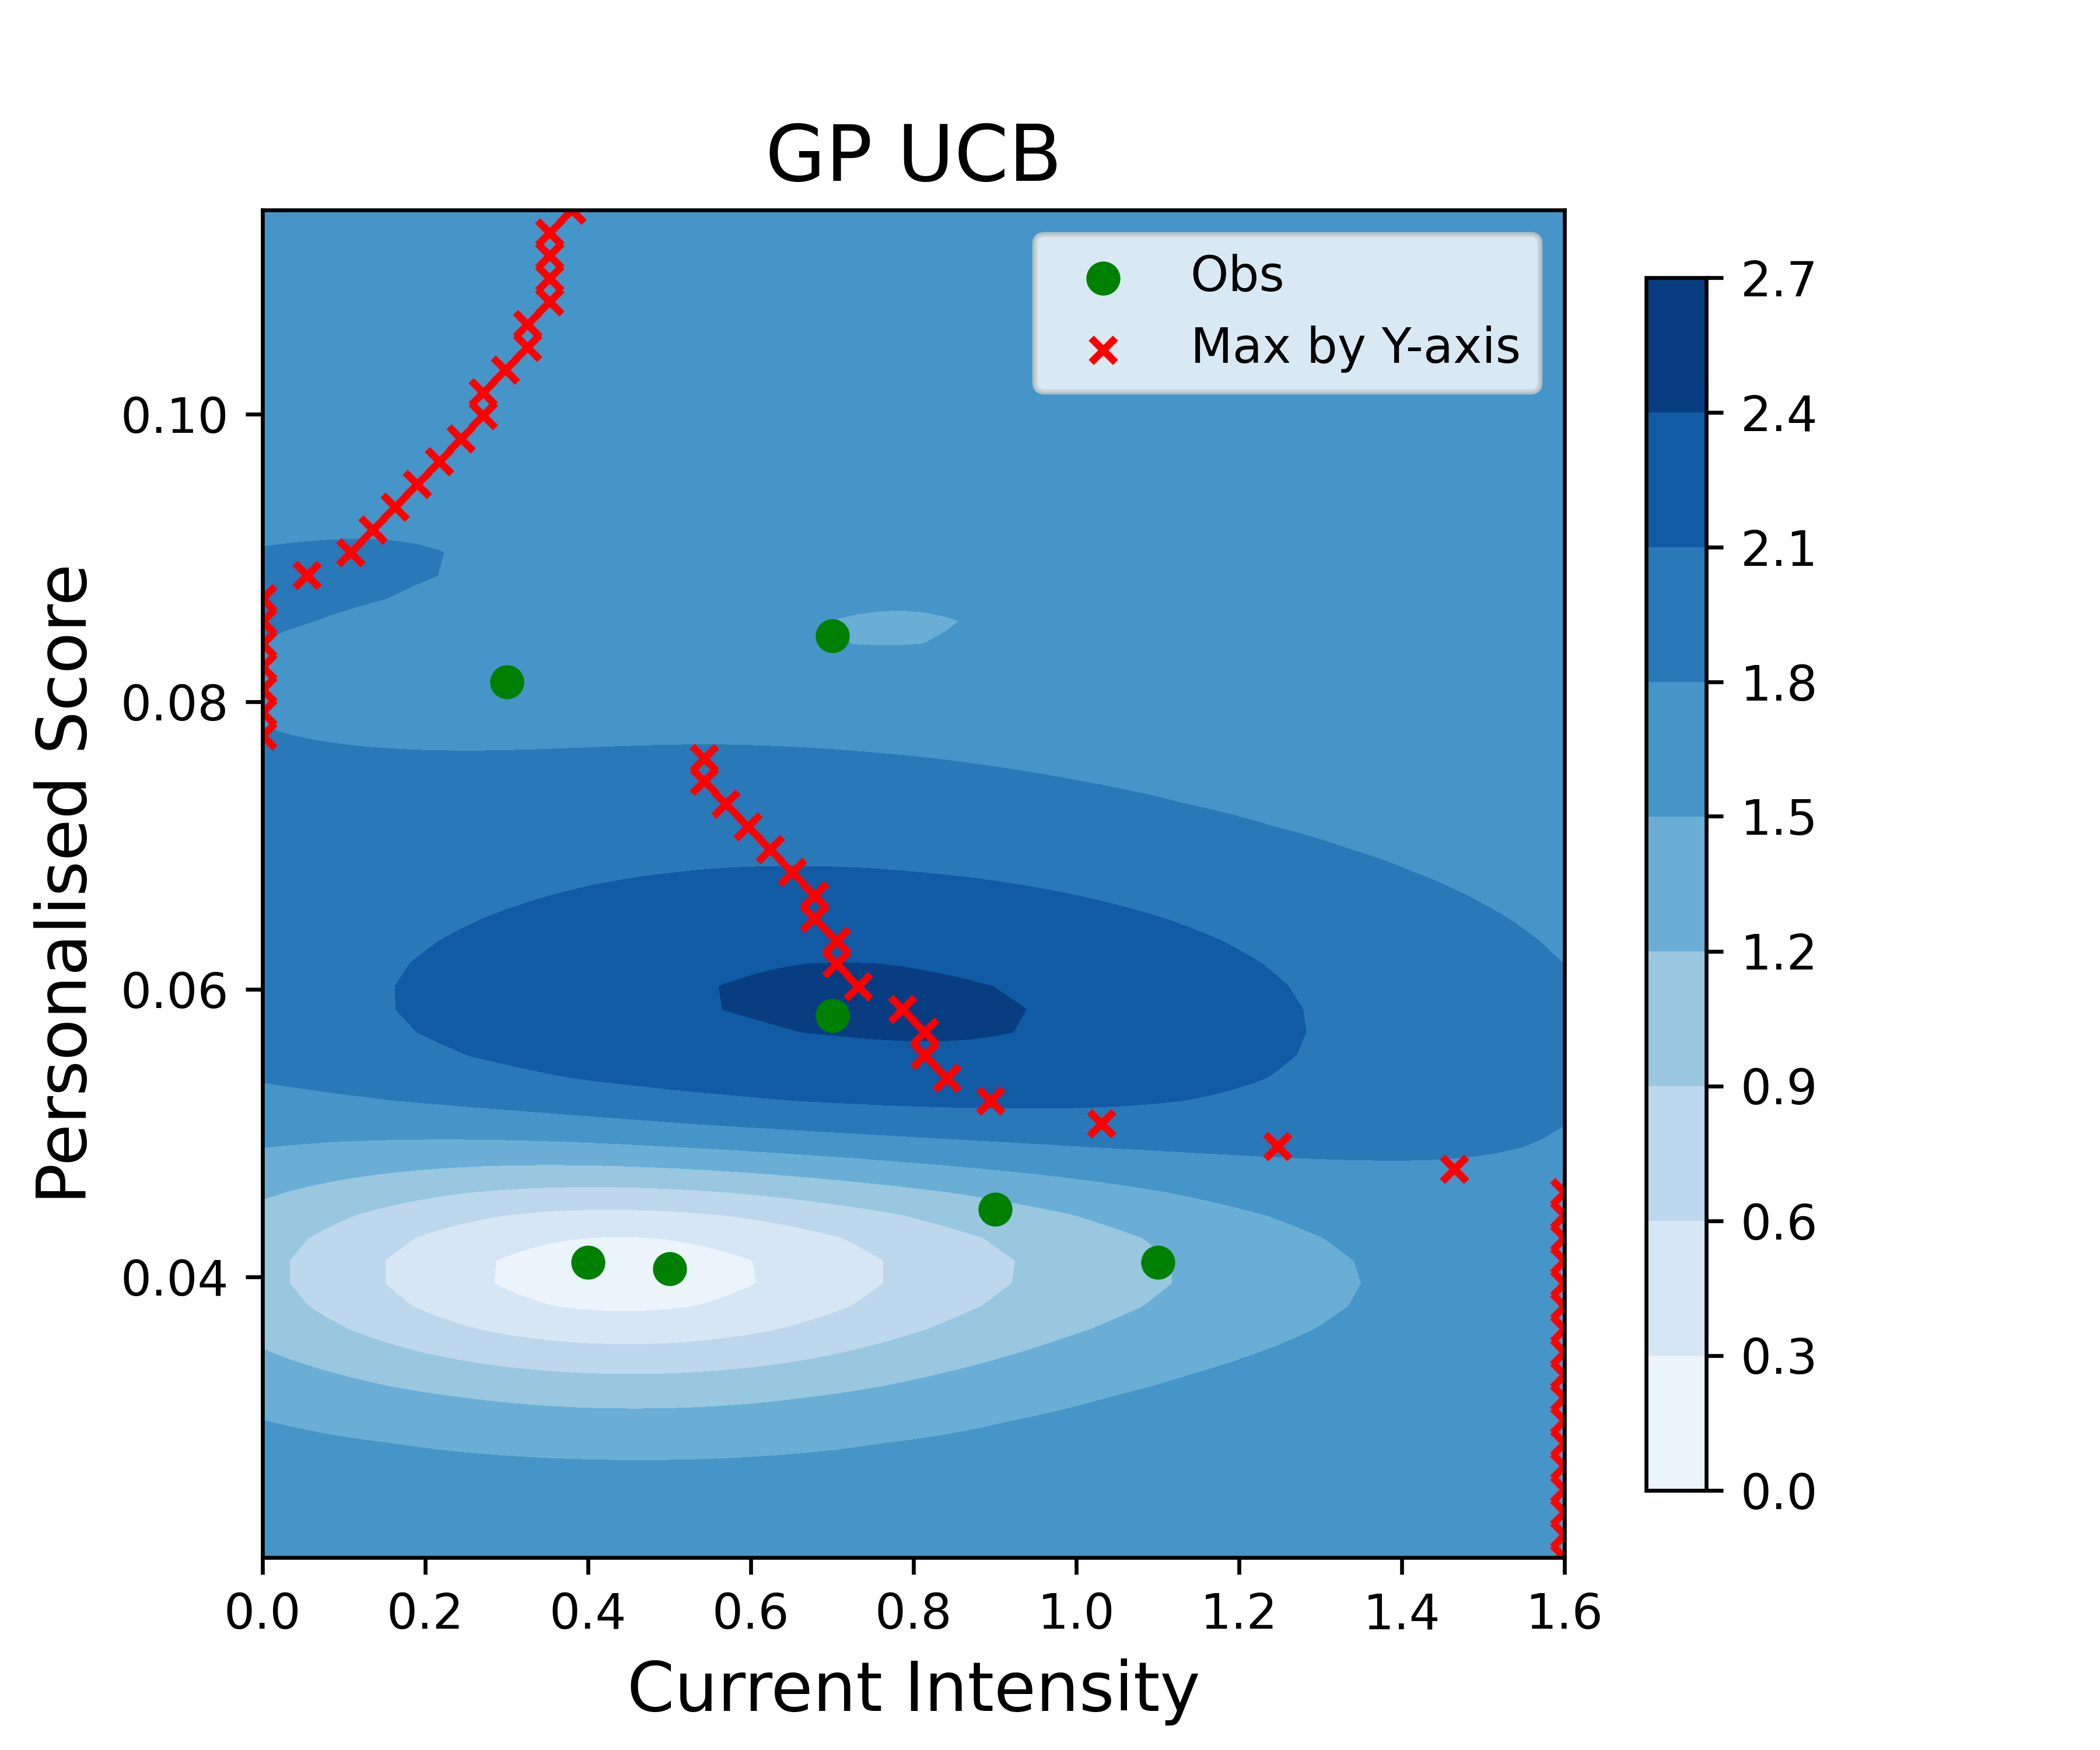 GP UCB
Obs
Max by Y-axis
Personalised Score
0.10
0.08
0.06
0.04
0.0 0.2 0.4 0.6 0.8 1.0 1.2 1.4 1.6
Current Intensity
2.7
2.4
2.1
1.8
1.5
1.2
0.9
0.6
0.3
0.0